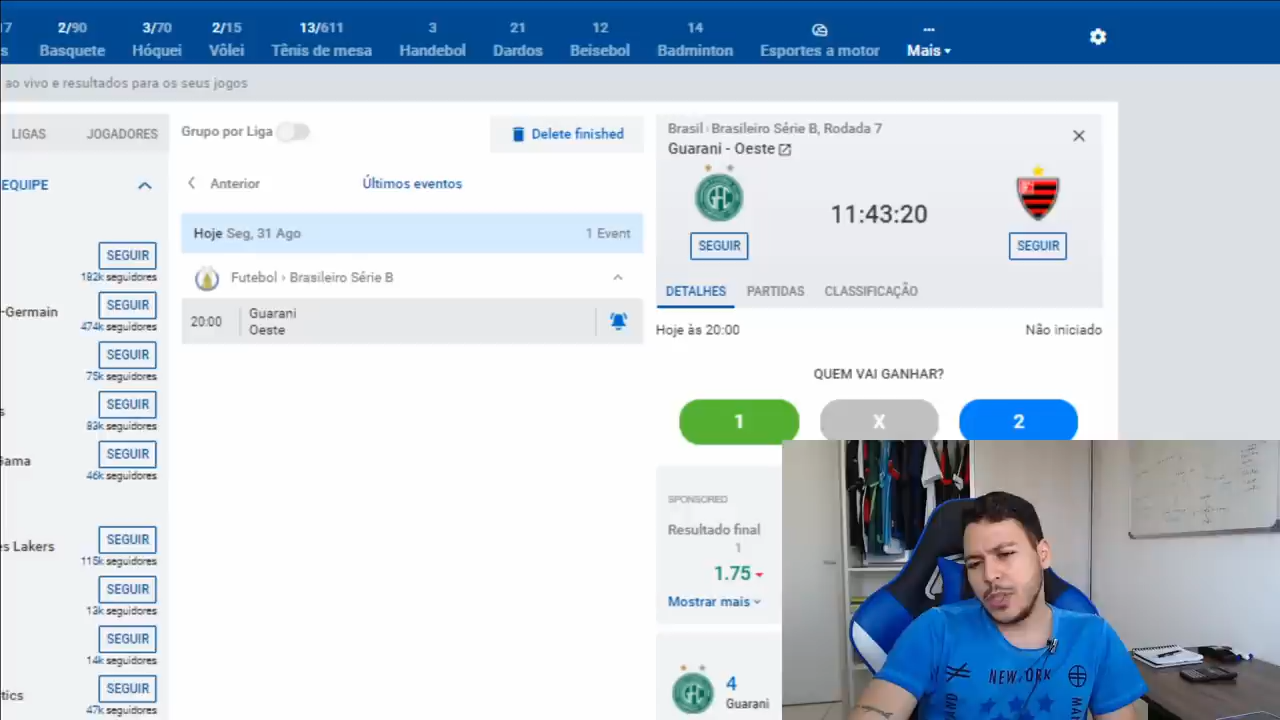 17 2/90 3/70 2/15 13/611 3 21 12 14 ...
s Basquete Hóquei Vôlei Tênis de mesa Handebol Dardos Beisebol Badminton Esportes a motor Mais
ao vivo e resultados para os seus jogos
LIGAS JOGADORES
EQUIPE
SEGUIR
182k seguidores
-Germain SEGUIR
474k seguidores
SEGUIR
75k seguidores
s SEGUIR
83k seguidores
Gama SEGUIR
46k seguidores
es Lakers SEGUIR
115k seguidores
SEGUIR
13k seguidores
SEGUIR
14k seguidores
tics SEGUIR
47k seguidores
Grupo por Liga Delete finished
Anterior Últimos eventos
Hoje Seg, 31 Ago 1 Event
Futebol › Brasileiro Série B
20:00 Guarani
Oeste
Brasil › Brasileiro Série B, Rodada 7
Guarani - Oeste
11:43:20
SEGUIR SEGUIR
DETALHES PARTIDAS CLASSIFICAÇÃO
Hoje às 20:00 Não iniciado
QUEM VAI GANHAR?
1 X 2
SPONSORED
Resultado final
1
1.75
Mostrar mais
4
Guarani
NEW YORK